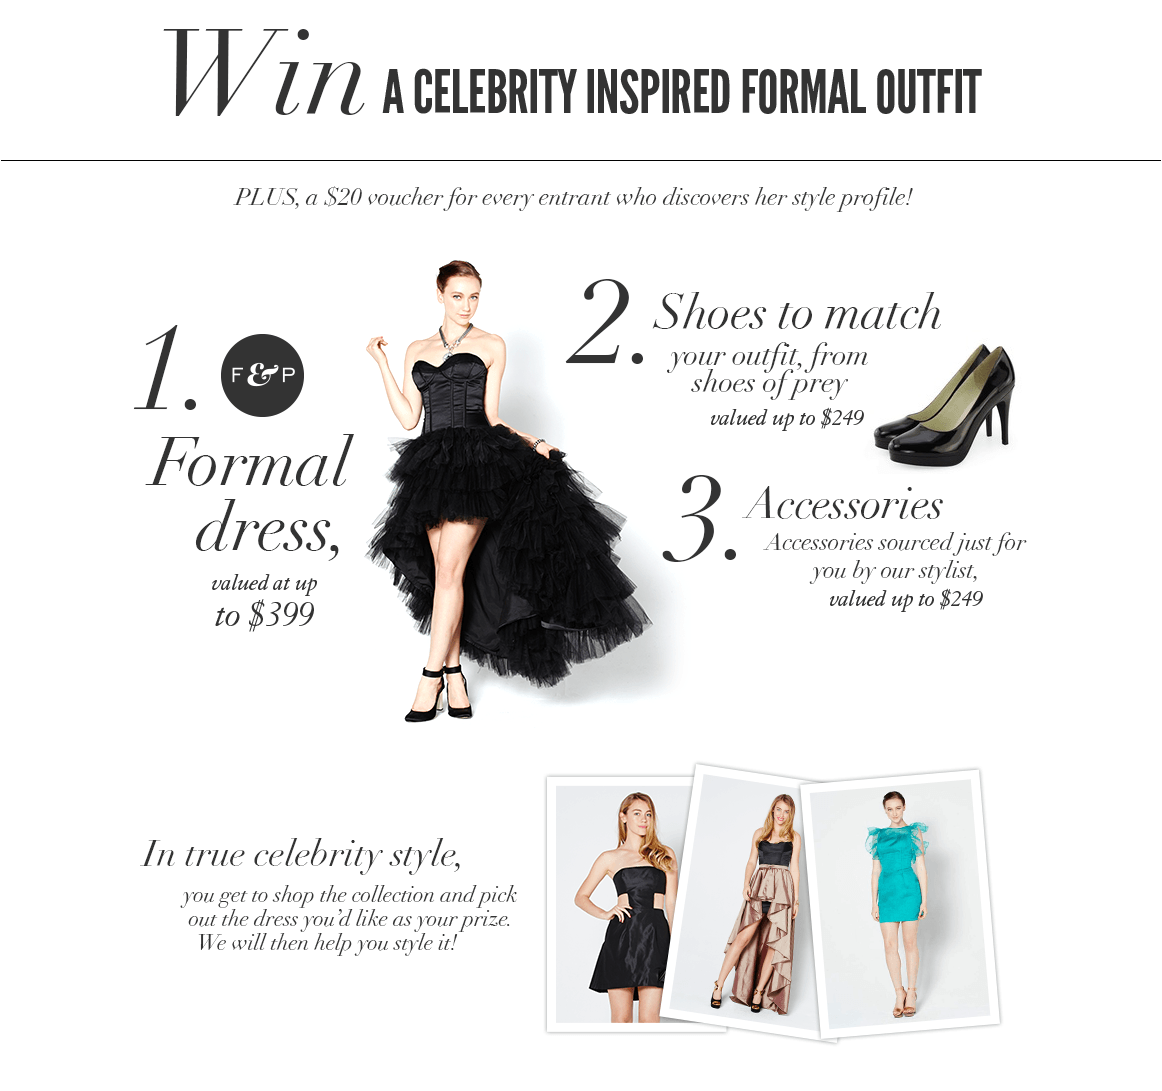 Win A CELEBRITY INSPIRED FORMAL OUTFIT
PLUS, a $20 voucher for every entrant who discovers her style profile!
1.
F&P
Formal
dress,
valued at up
to $399
2.
Shoes to match
your outfit, from
shoes of prey
valued up to $249
3.
Accessories
Accessories sourced just for
you by our stylist,
valued up to $249
In true celebrity style,
you get to shop the collection and pick
out the dress you'd like as your prize.
We will then help you style it!